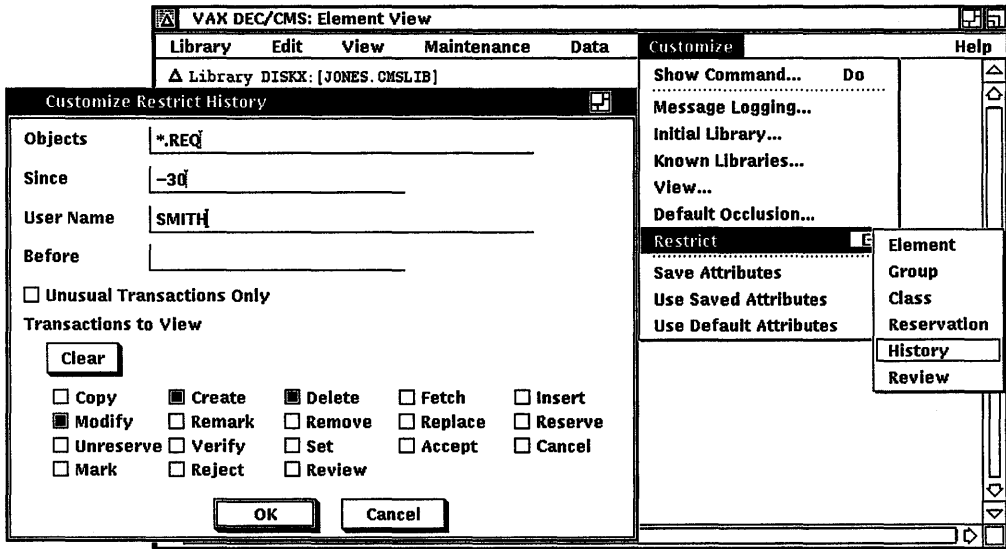 VAX DEC/CMS: Element View
Library Edit View Maintenance Data Customize Help
Library DISKX:[JONES.CMSLIB]
Customize Restrict History
Objects *.REQ
Since -30
User Name SMITH
Before
Unusual Transactions Only
Transactions to View
Clear
Copy Create Delete Fetch Insert
Modify Remark Remove Replace Reserve
Unreserve Verify Set Accept Cancel
Mark Reject Review
OK Cancel
Show Command... Do
Message Logging...
Initial Library...
Known Libraries...
View...
Default Occlusion...
Restrict
Save Attributes
Use Saved Attributes
Use Default Attributes
Element
Group
Class
Reservation
History
Review